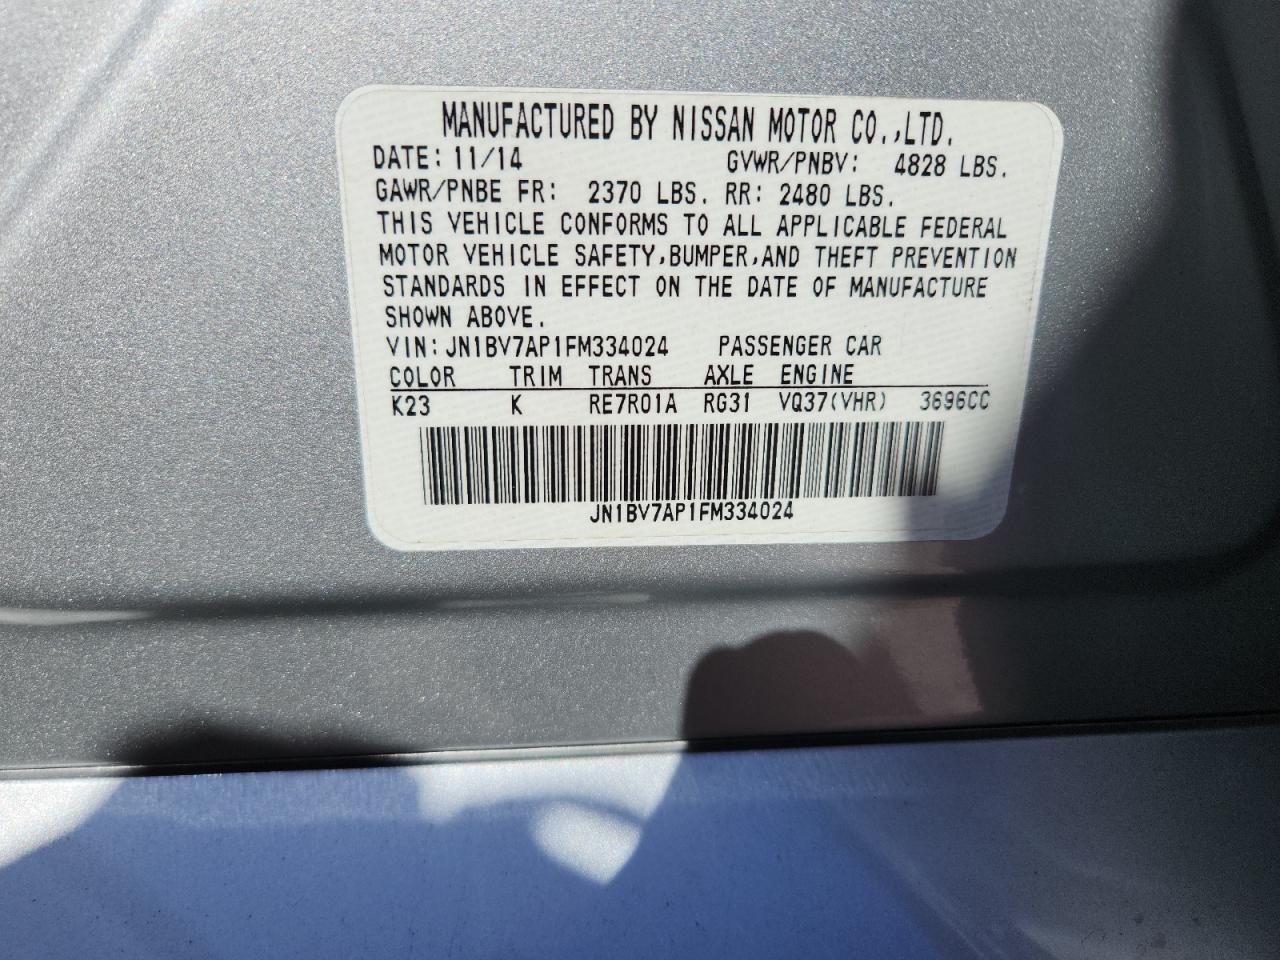 MANUFACTURED BY NISSAN MOTOR CO.,LTD.
DATE: 11/14 GVWR/PNBV: 4828 LBS.
GAWR/PNBE FR: 2370 LBS. RR: 2480 LBS.
THIS VEHICLE CONFORMS TO ALL APPLICABLE FEDERAL
MOTOR VEHICLE SAFETY,BUMPER,AND THEFT PREVENTION
STANDARDS IN EFFECT ON THE DATE OF MANUFACTURE
SHOWN ABOVE.
VIN: JN1BV7AP1FM334024 PASSENGER CAR
COLOR TRIM TRANS AXLE ENGINE
K23 K RE7R01A RG31 VQ37(VHR) 3696CC
JN1BV7AP1FM334024